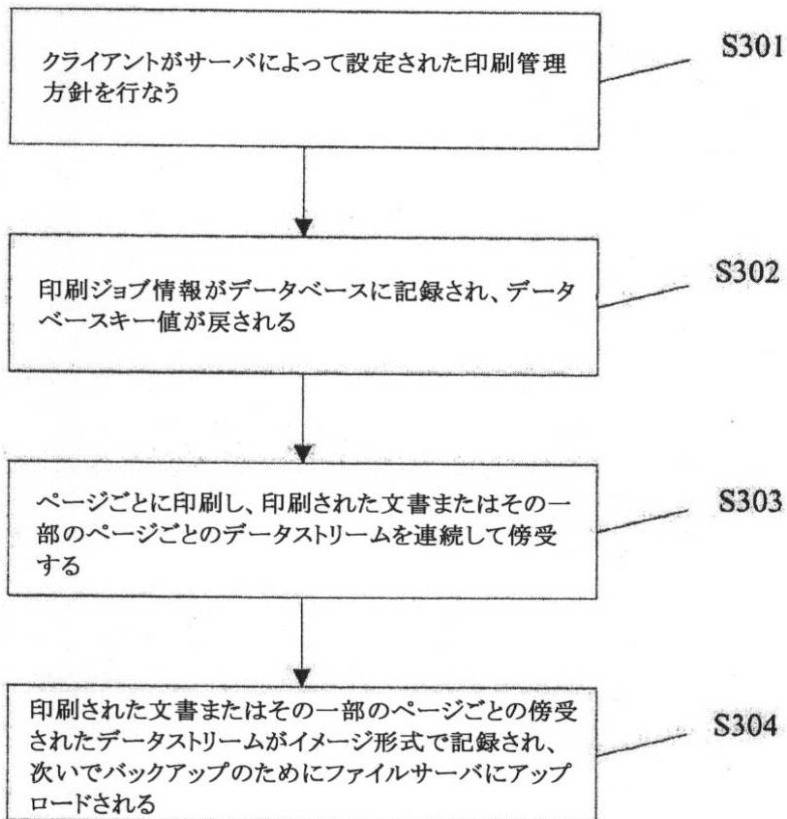 クライアントがサーバによって設定された印刷管理
方針を行なう
S301
印刷ジョブ情報がデータベースに記録され、データ
ベースキー値が戻される
S302
ページごとに印刷し、印刷された文書またはその一
部のページごとのデータストリームを連続して傍受
する
S303
印刷された文書またはその一部のページごとの傍受
されたデータストリームがイメージ形式で記録され、
次いでバックアップのためにファイルサーバにアップ
ロードされる
S304